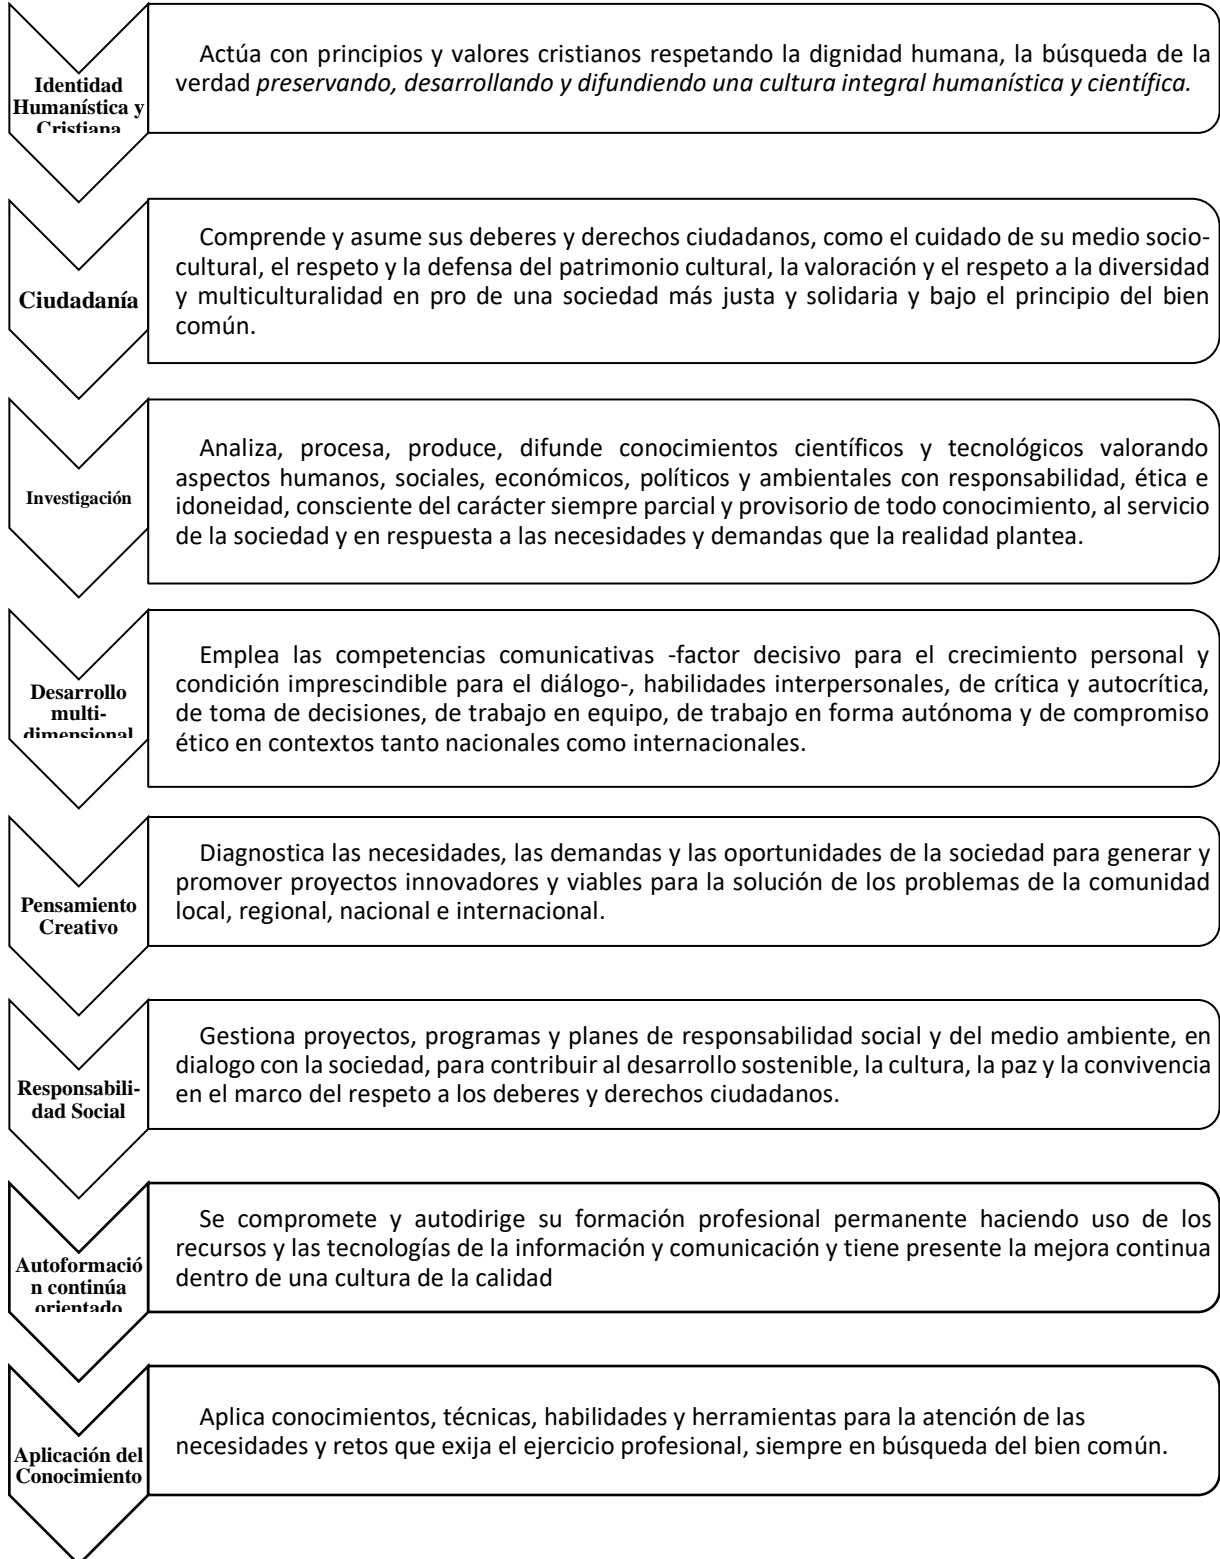 Identidad
Humanística y
Cristiana
Actúa con principios y valores cristianos respetando la dignidad humana, la búsqueda de la
verdad preservando, desarrollando y difundiendo una cultura integral humanística y científica.
Ciudadanía
Comprende y asume sus deberes y derechos ciudadanos, como el cuidado de su medio socio-
cultural, el respeto y la defensa del patrimonio cultural, la valoración y el respeto a la diversidad
y multiculturalidad en pro de una sociedad más justa y solidaria y bajo el principio del bien
común.
Investigación
Analiza, procesa, produce, difunde conocimientos científicos y tecnológicos valorando
aspectos humanos, sociales, económicos, políticos y ambientales con responsabilidad, ética e
idoneidad, consciente del carácter siempre parcial y provisorio de todo conocimiento, al servicio
de la sociedad y en respuesta a las necesidades y demandas que la realidad plantea.
Desarrollo
multi-
dimensional
Emplea las competencias comunicativas -factor decisivo para el crecimiento personal y
condición imprescindible para el diálogo-, habilidades interpersonales, de crítica y autocrítica,
de toma de decisiones, de trabajo en equipo, de trabajo en forma autónoma y de compromiso
ético en contextos tanto nacionales como internacionales.
Pensamiento
Creativo
Diagnostica las necesidades, las demandas y las oportunidades de la sociedad para generar y
promover proyectos innovadores y viables para la solución de los problemas de la comunidad
local, regional, nacional e internacional.
Responsabili-
dad Social
Gestiona proyectos, programas y planes de responsabilidad social y del medio ambiente, en
dialogo con la sociedad, para contribuir al desarrollo sostenible, la cultura, la paz y la convivencia
en el marco del respeto a los deberes y derechos ciudadanos.
Autoformació
n continúa
orientado
Se compromete y autodirige su formación profesional permanente haciendo uso de los
recursos y las tecnologías de la información y comunicación y tiene presente la mejora continua
dentro de una cultura de la calidad
Aplicación del
Conocimiento
Aplica conocimientos, técnicas, habilidades y herramientas para la atención de las
necesidades y retos que exija el ejercicio profesional, siempre en búsqueda del bien común.